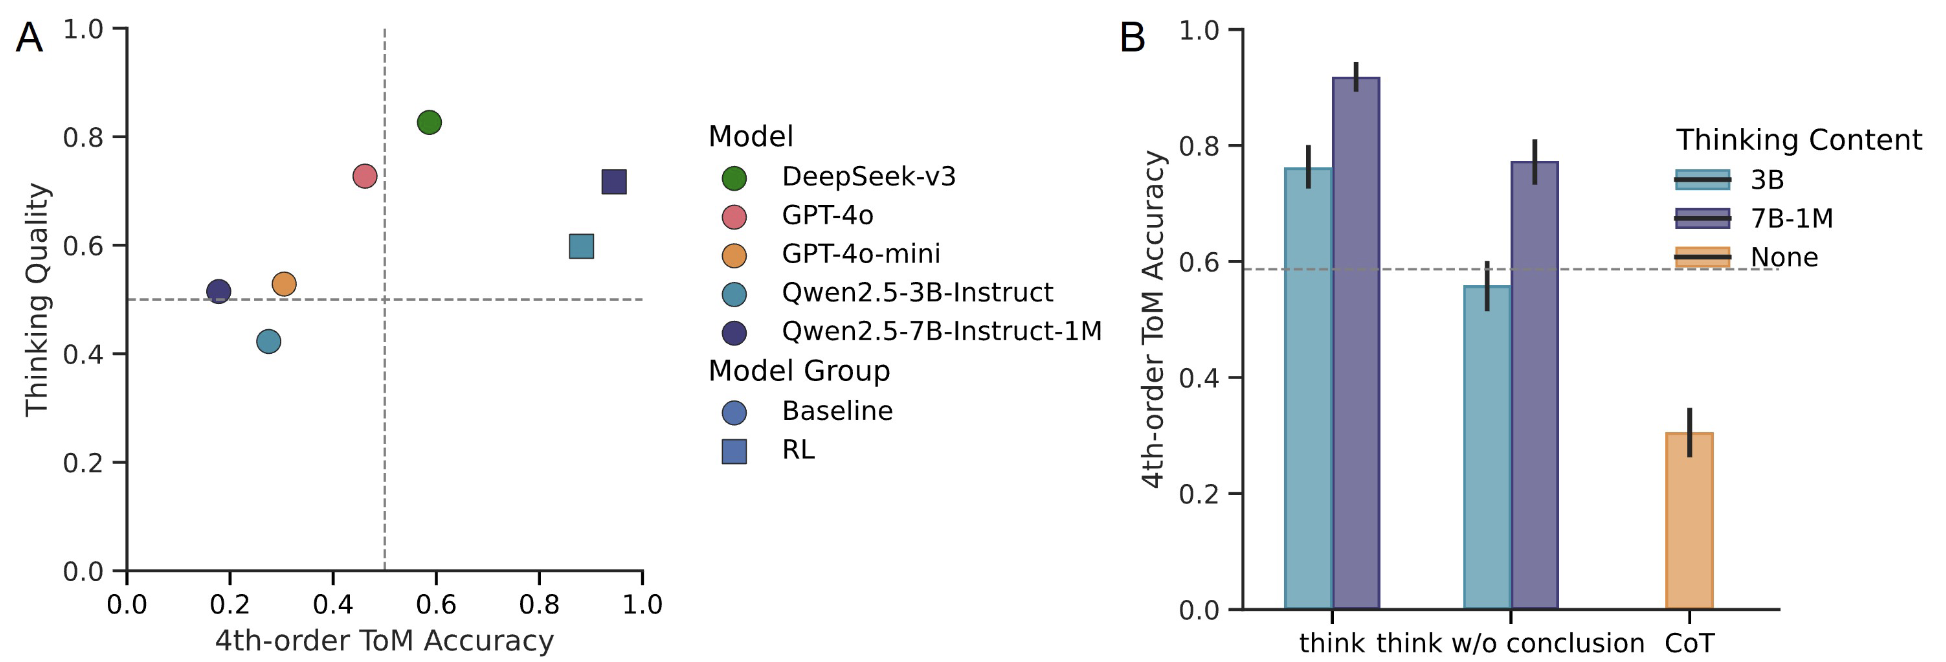 A
1.0
0.8
0.6
0.4
0.2
0.0
Thinking Quality
0.0 0.2 0.4 0.6 0.8 1.0
4th-order ToM Accuracy
Model
DeepSeek-v3
GPT-4o
GPT-4o-mini
Qwen2.5-3B-Instruct
Qwen2.5-7B-Instruct-1M
Model Group
Baseline
RL
B
1.0
0.8
0.6
0.4
0.2
0.0
4th-order ToM Accuracy
think think w/o conclusion CoT
Thinking Content
3B
7B-1M
None